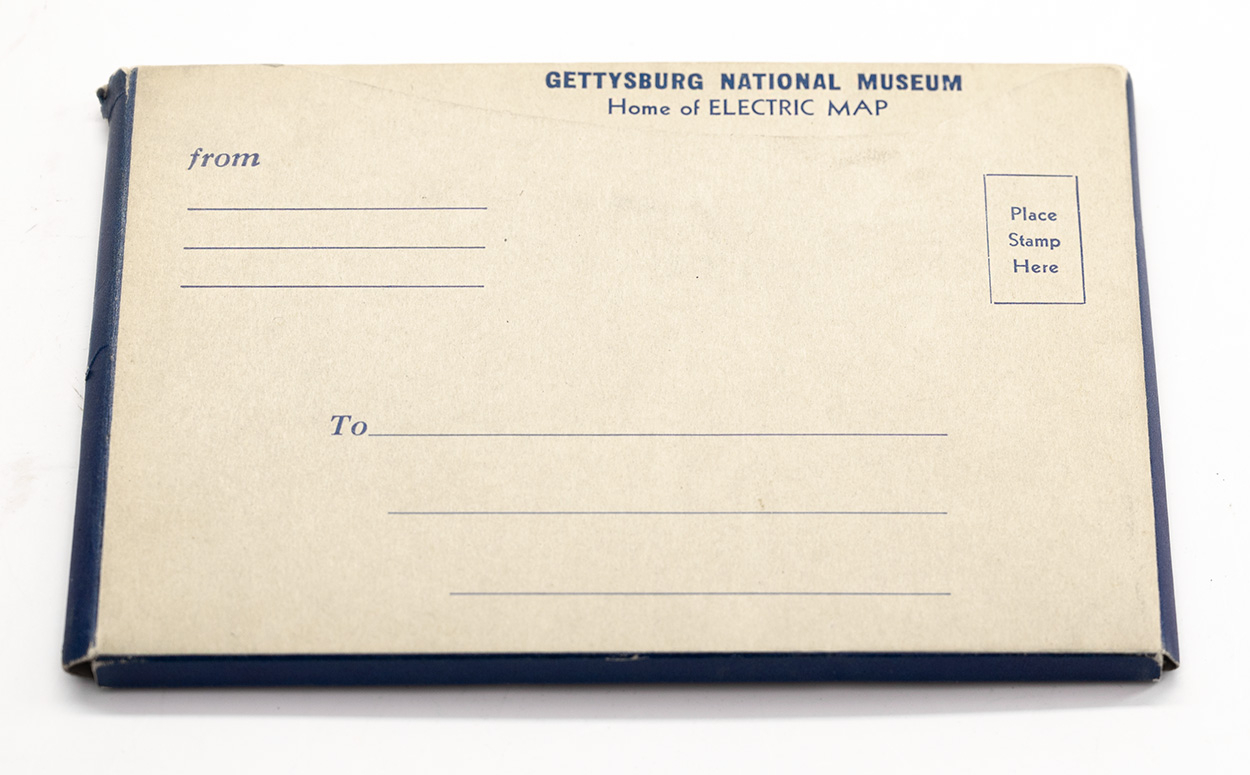 GETTYSBURG NATIONAL MUSEUM
Home of ELECTRIC MAP
from
Place
Stamp
Here
To